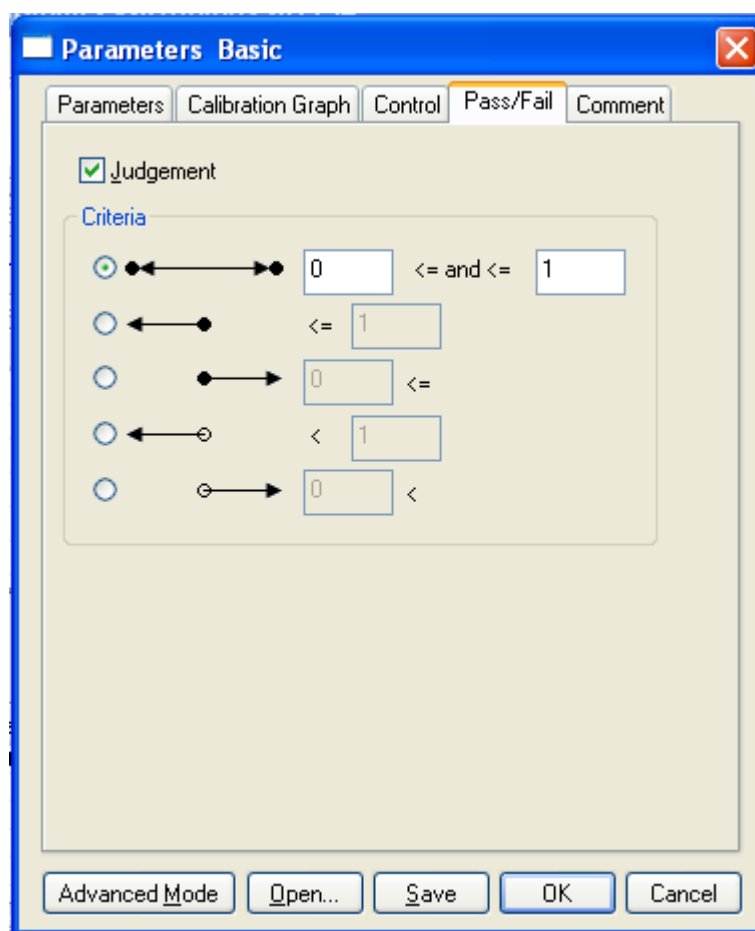 Parameters Basic
Parameters Calibration Graph Control Pass/Fail Comment
Judgement
Criteria
0 <= and <= 1
<= 1
0 <=
< 1
0 <
Advanced Mode Open... Save OK Cancel